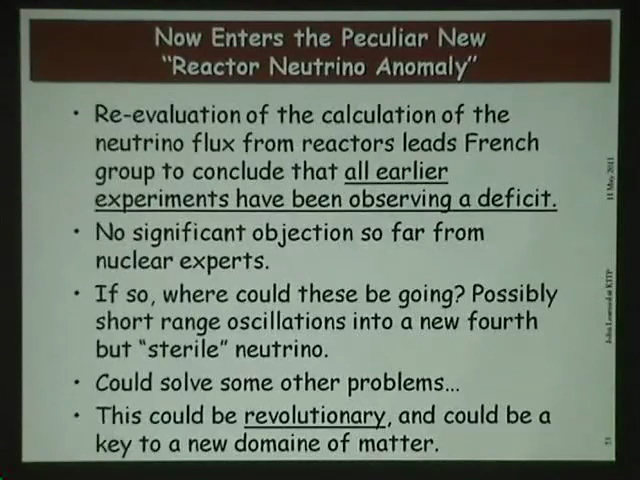 Now Enters the Peculiar New
“Reactor Neutrino Anomaly”
• Re-evaluation of the calculation of the
neutrino flux from reactors leads French
group to conclude that all earlier
experiments have been observing a deficit.
• No significant objection so far from
nuclear experts.
• If so, where could these be going? Possibly
short range oscillations into a new fourth
but “sterile” neutrino.
• Could solve some other problems…
• This could be revolutionary, and could be a
key to a new domaine of matter.
11 May 2011
John Learned at KITP